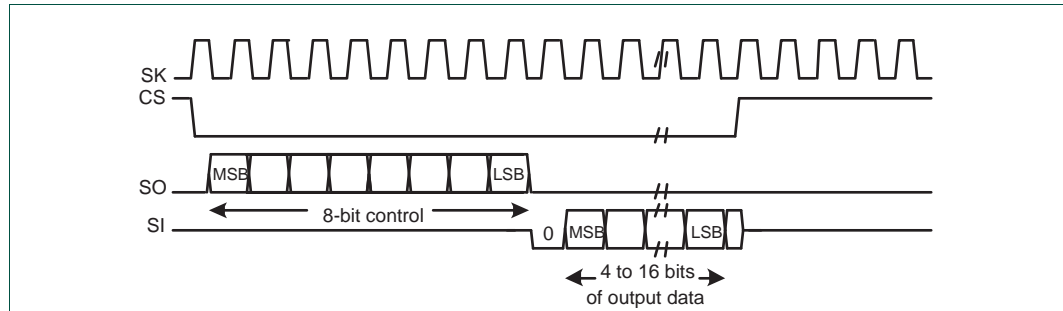 SK
CS
SO
MSB
LSB
8-bit control
SI
0
MSB
LSB
4 to 16 bits
of output data